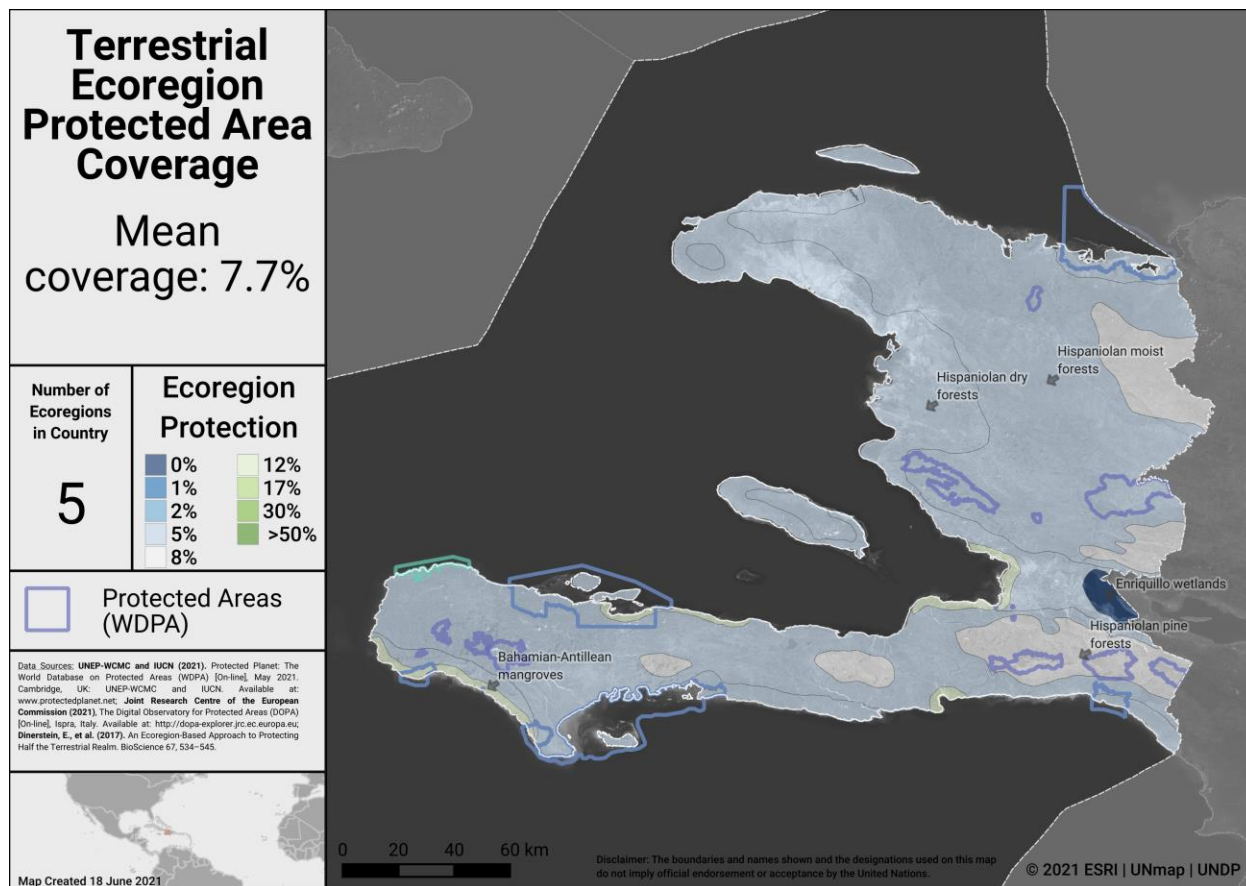 Terrestrial
Ecoregion
Protected Area
Coverage
Mean
coverage: 7.7%
Number of
Ecoregions
in Country
5
Ecoregion
Protection
0%
1%
2%
5%
8%
12%
17%
30%
>50%
Protected Areas
(WDPA)
Data Sources: UNEP-WCMC and IUCN (2021). Protected Planet: The
World Database on Protected Areas (WDPA) [On-line], May 2021.
Cambridge, UK: UNEP-WCMC and IUCN. Available at:
www.protectedplanet.net; Joint Research Centre of the European
Commission (2021), The Digital Observatory for Protected Areas (DOPA)
[On-line], Ispra, Italy. Available at: http://dopa-explorer.jrc.ec.europa.eu;
Dinerstein, E., et al. (2017). An Ecoregion-Based Approach to Protecting
Half the Terrestrial Realm. BioScience 67, 534–545.
Map Created 18 June 2021
Hispaniolan moist
forests
Hispaniolan dry
forests
Enriquillo wetlands
Hispaniolan pine
forests
Bahamian-Antillean
mangroves
0 20 40 60 km
Disclaimer: The boundaries and names shown and the designations used on this map
do not imply official endorsement or acceptance by the United Nations.
© 2021 ESRI | UNmap | UNDP